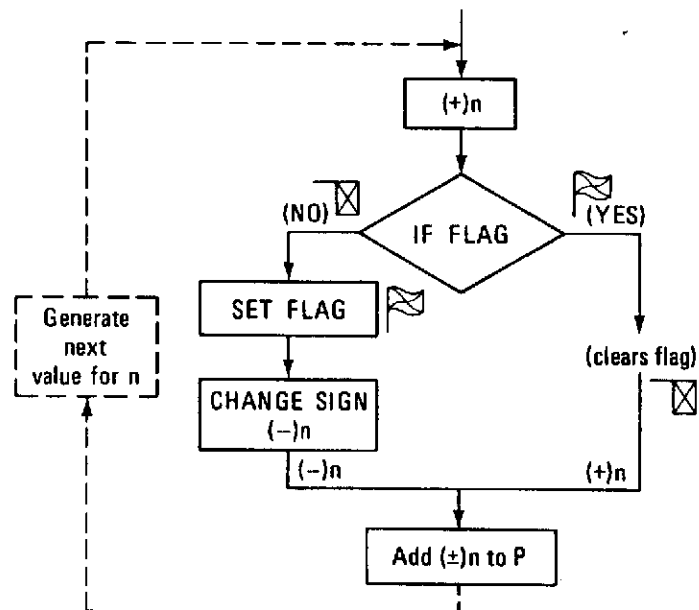 (+)n
(NO)
(YES)
IF FLAG
SET FLAG
Generate
next
value for n
(clears flag)
CHANGE SIGN
(−)n
(−)n
(+)n
Add (±)n to P